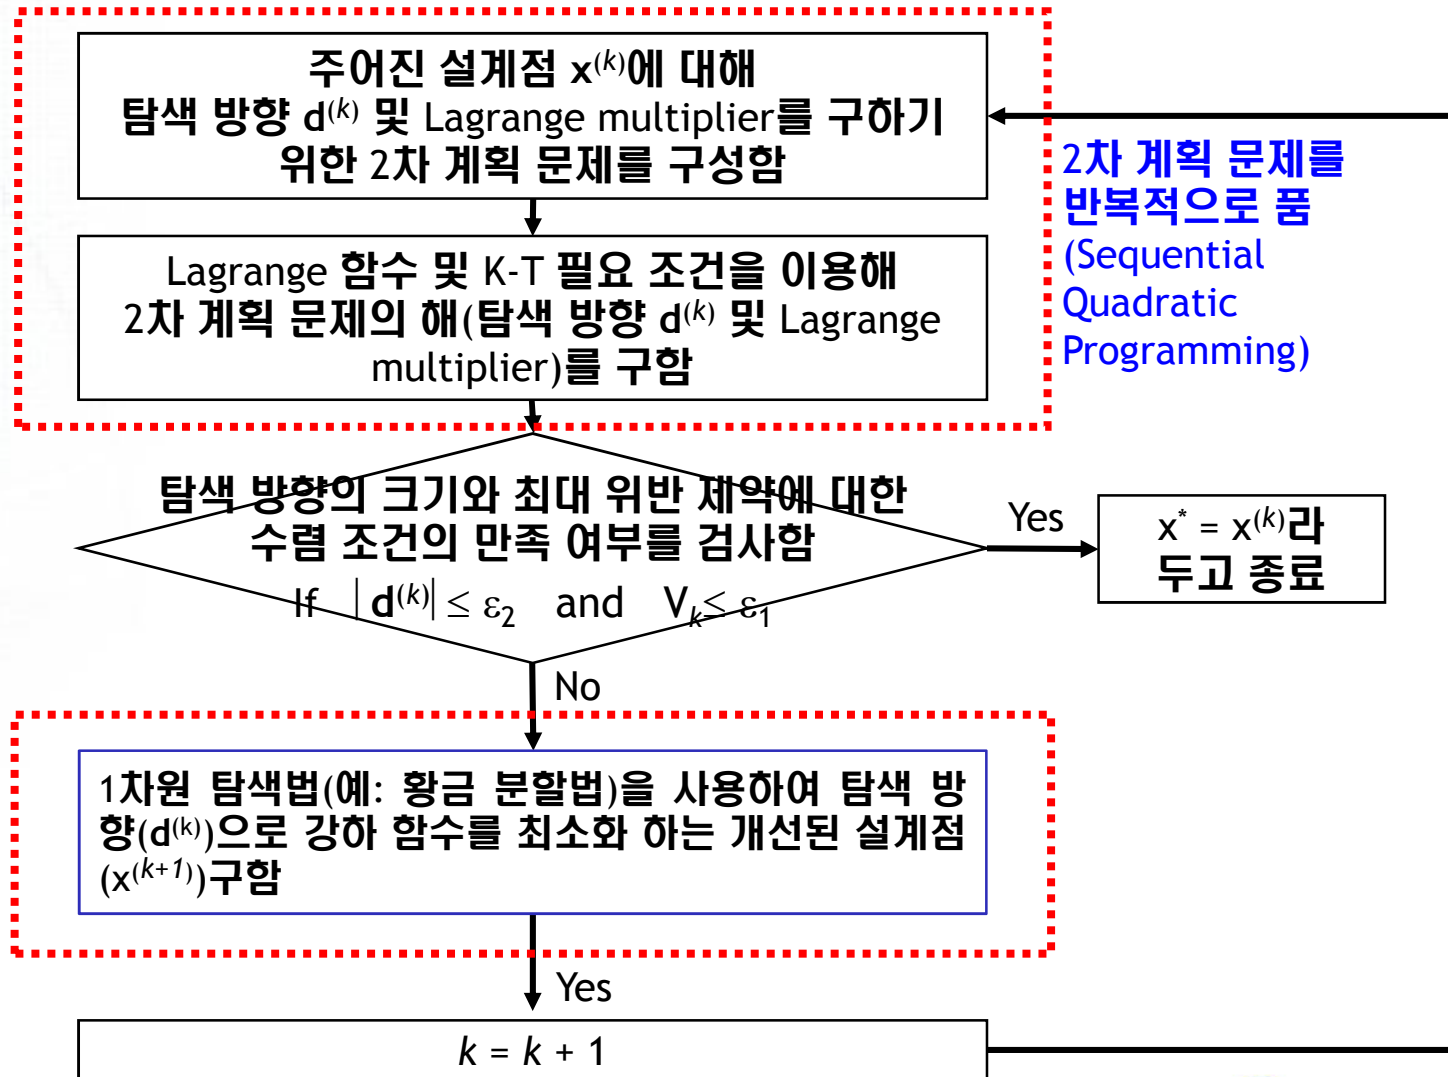 주어진 설계점 x(k)에 대해
탐색 방향 d(k) 및 Lagrange multiplier를 구하기
위한 2차 계획 문제를 구성함
2차 계획 문제를
반복적으로 품
(Sequential
Quadratic
Programming)
Lagrange 함수 및 K-T 필요 조건을 이용해
2차 계획 문제의 해(탐색 방향 d(k) 및 Lagrange
multiplier)를 구함
탐색 방향의 크기와 최대 위반 제약에 대한
수렴 조건의 만족 여부를 검사함
If |d(k)| ≤ ε2 and Vk≤ ε1
Yes
x* = x(k)라
두고 종료
No
1차원 탐색법(예: 황금 분할법)을 사용하여 탐색 방
향(d(k))으로 강하 함수를 최소화 하는 개선된 설계점
(x(k+1))구함
Yes
k = k + 1